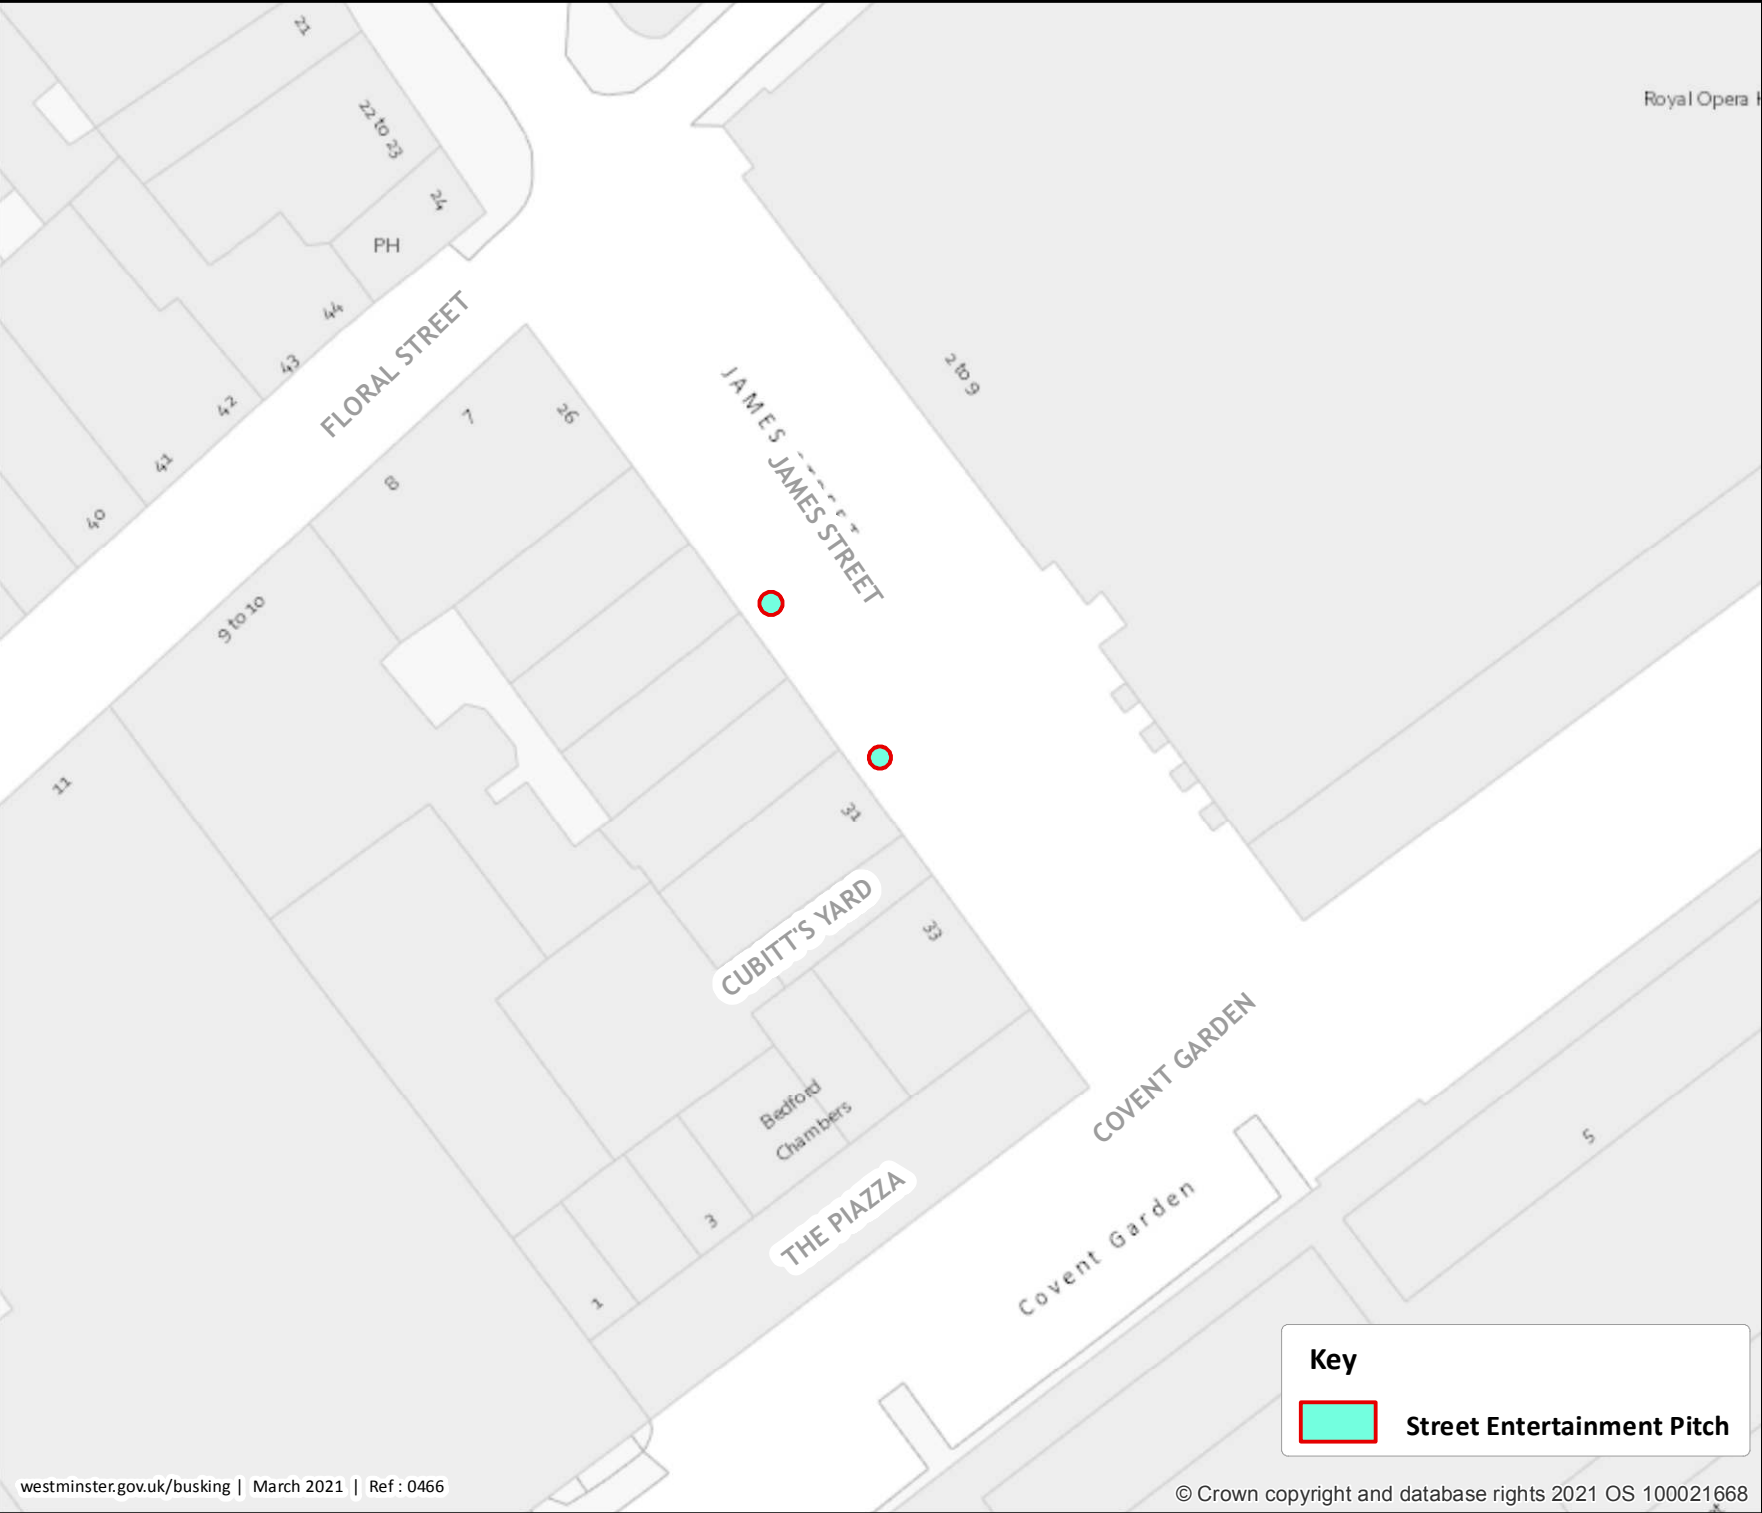 21
22 to 23
24
PH
44
43
42
41
40
FLORAL STREET
Royal Opera
2 to 9
JAMES
JAMES STREET
26
7
8
9 to 10
11
31
CUBITT'S YARD
33
Bedford
Chambers
3
1
THE PIAZZA
COVENT GARDEN
Covent Garden
5
Key
Street Entertainment Pitch
westminster.gov.uk/busking | March 2021 | Ref : 0466
© Crown copyright and database rights 2021 OS 100021668